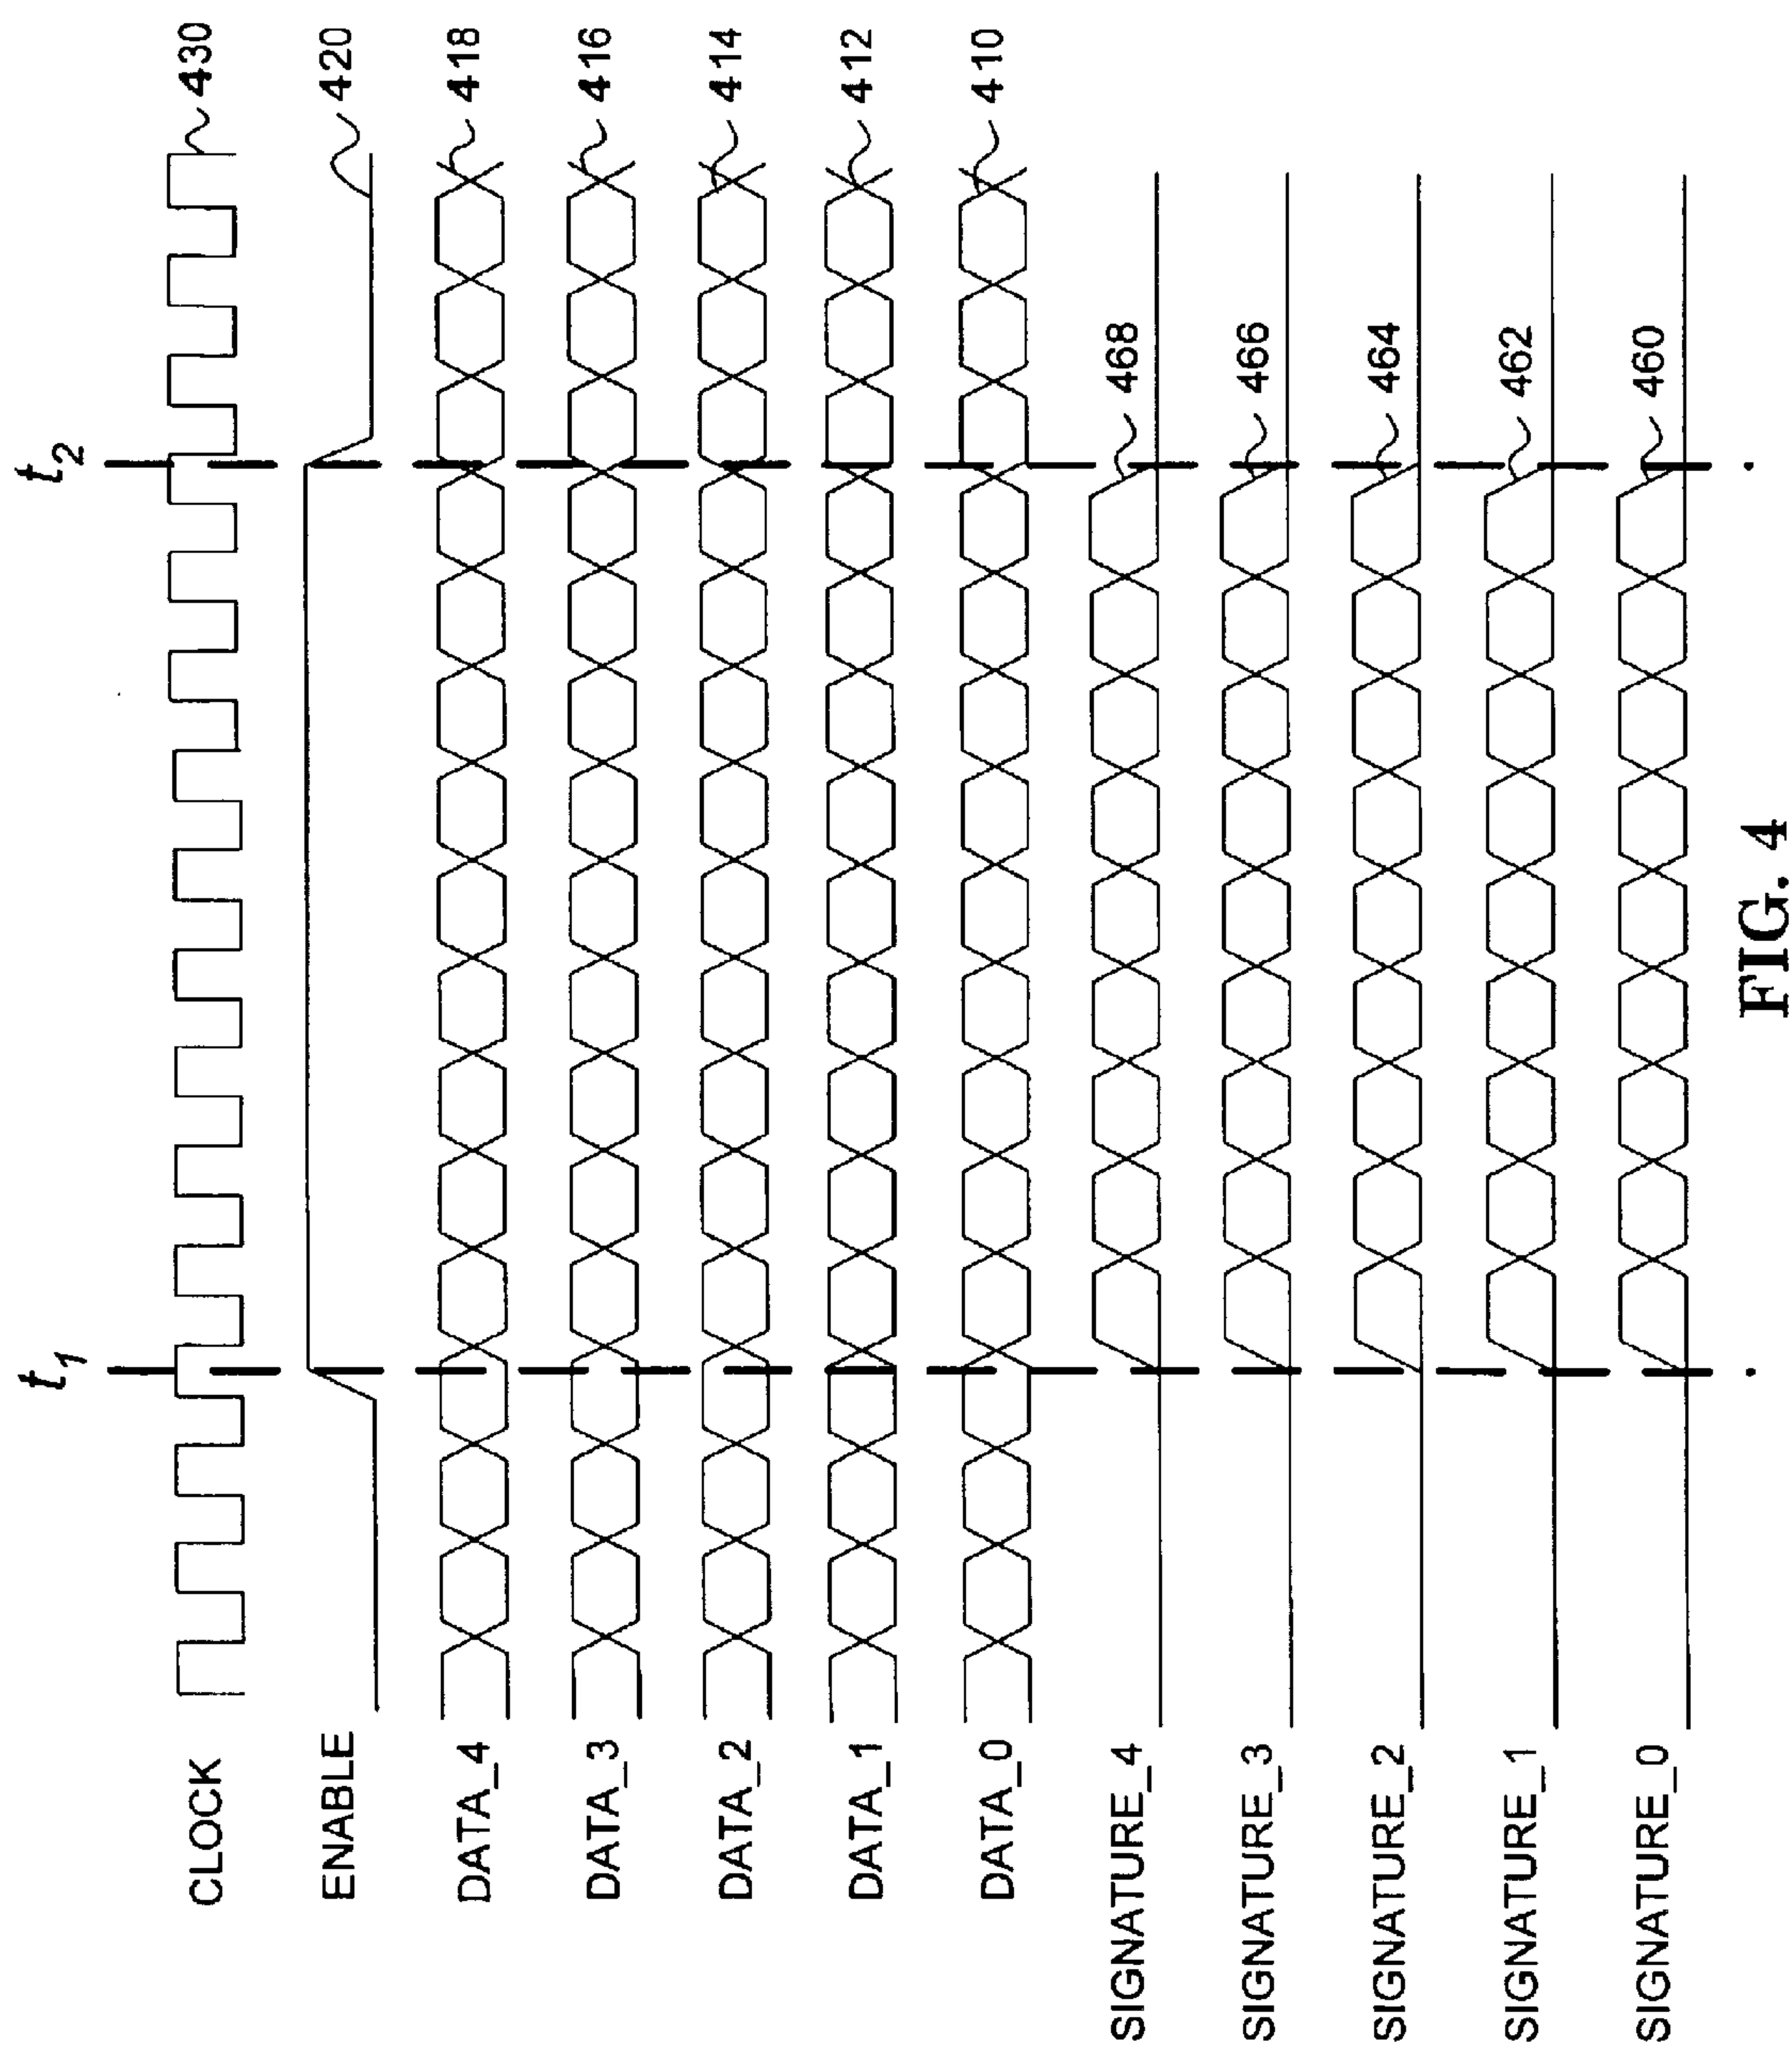 t1 t2
CLOCK 430
ENABLE 420
DATA_4 418
DATA_3 416
DATA_2 414
DATA_1 412
DATA_0 410
SIGNATURE_4 468
SIGNATURE_3 466
SIGNATURE_2 464
SIGNATURE_1 462
SIGNATURE_0 460
FIG. 4